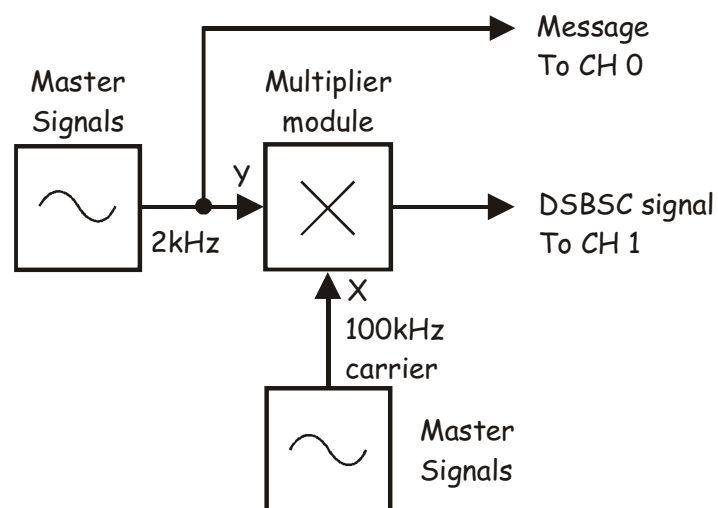 Message
To CH 0
Master
Signals
Multiplier
module
Y
2kHz
DSBSC signal
To CH 1
X
100kHz
carrier
Master
Signals